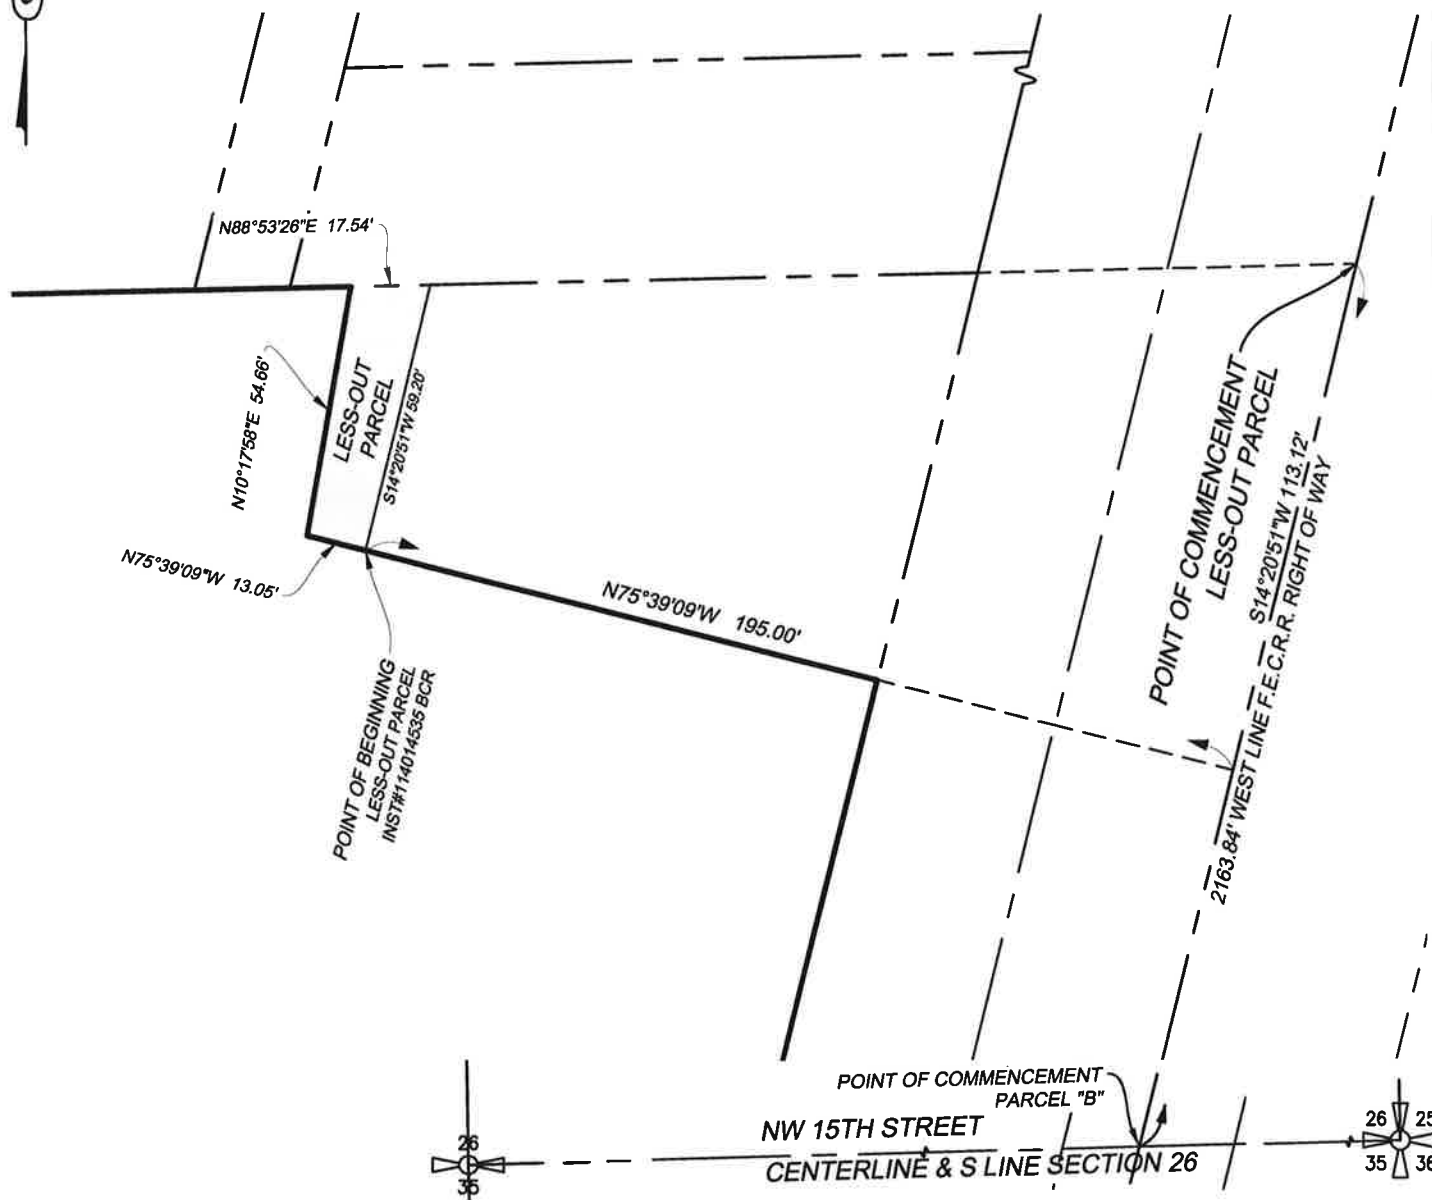 N88°53'26"E 17.54'
N10°17'58"E 54.66'
LESS-OUT
PARCEL
S14°20'51"W 59.20'
N75°39'09"W 13.05'
N75°39'09"W 195.00'
POINT OF BEGINNING
LESS-OUT PARCEL
INST#114014535 BCR
POINT OF COMMENCEMENT
LESS-OUT PARCEL
S14°20'51"W 113.12'
2163.84' WEST LINE F.E.C.R.R. RIGHT OF WAY
POINT OF COMMENCEMENT
PARCEL "B"
NW 15TH STREET
CENTERLINE & S LINE SECTION 26
26
35
26 25
35 36